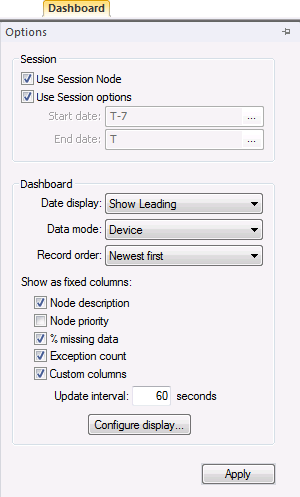 Dashboard
Options
Session
Use Session Node
Use Session options
Start date: T-7 ...
End date: T ...
Dashboard
Date display: Show Leading
Data mode: Device
Record order: Newest first
Show as fixed columns:
Node description
Node priority
% missing data
Exception count
Custom columns
Update interval: 60 seconds
Configure display...
Apply